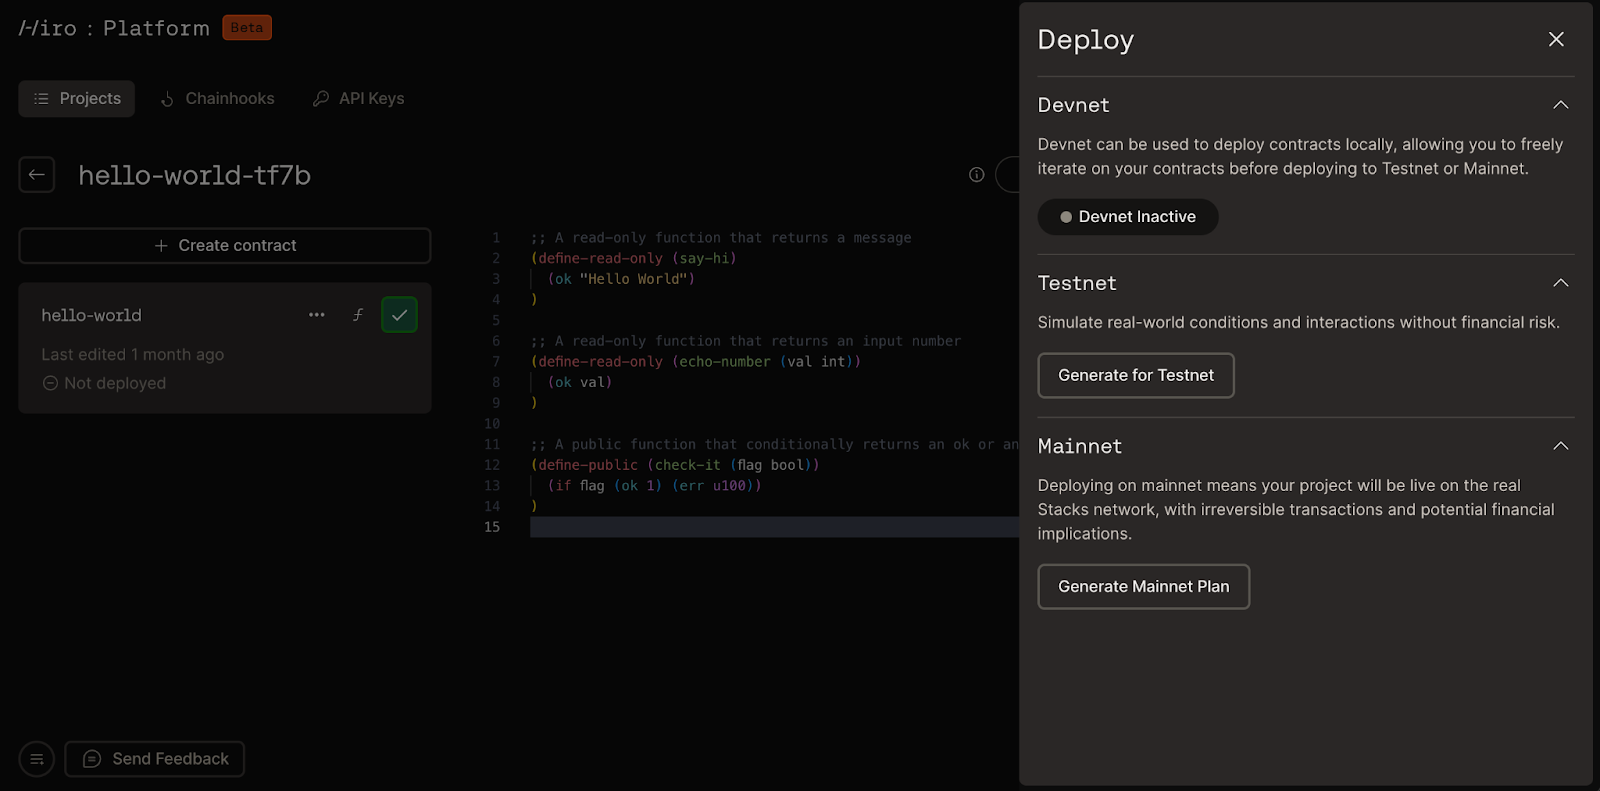 Hiro : Platform Beta
Projects Chainhooks API Keys
hello-world-tf7b
+ Create contract
hello-world
Last edited 1 month ago
Not deployed
1 ;; A read-only function that returns a message
2 (define-read-only (say-hi)
3 (ok "Hello World")
4 )
5
6 ;; A read-only function that returns an input number
7 (define-read-only (echo-number (val int))
8 (ok val)
9 )
10
11 ;; A public function that conditionally returns an ok or an
12 (define-public (check-it (flag bool))
13 (if flag (ok 1) (err u100))
14 )
15
Send Feedback
Deploy
Devnet
Devnet can be used to deploy contracts locally, allowing you to freely
iterate on your contracts before deploying to Testnet or Mainnet.
Devnet Inactive
Testnet
Simulate real-world conditions and interactions without financial risk.
Generate for Testnet
Mainnet
Deploying on mainnet means your project will be live on the real
Stacks network, with irreversible transactions and potential financial
implications.
Generate Mainnet Plan